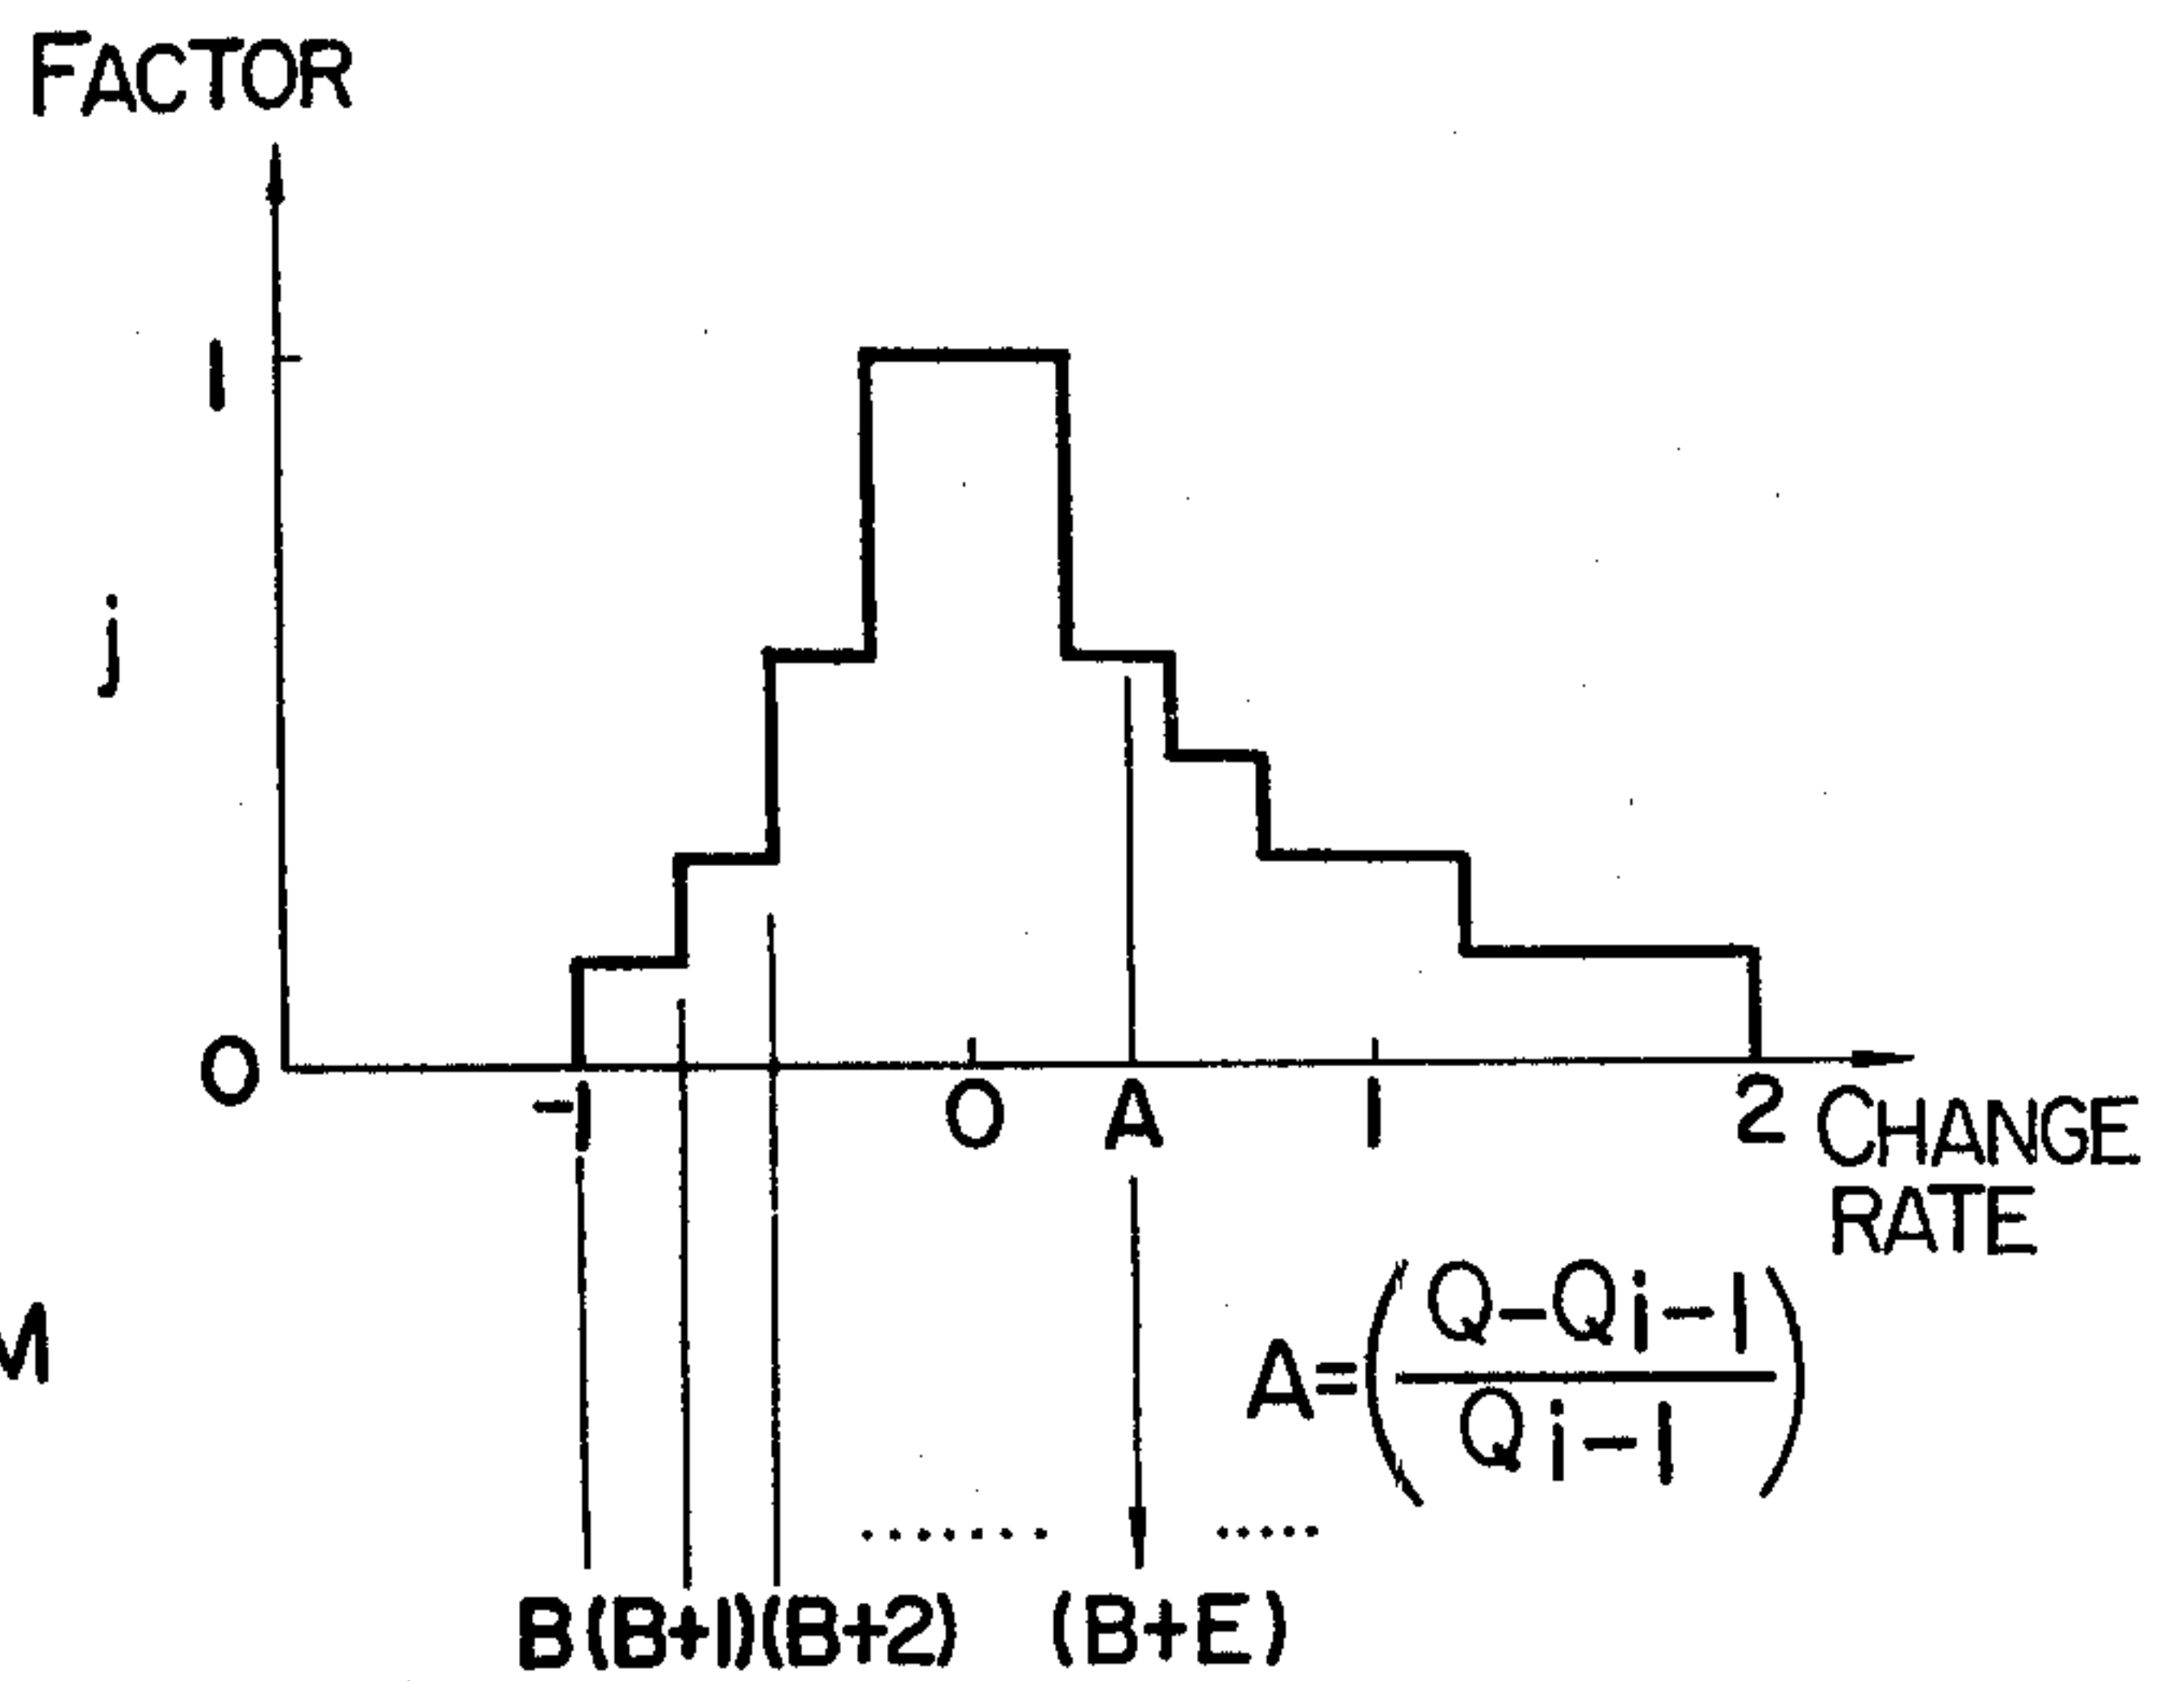 FACTOR
1
j
0
-1 0 A 1 2 CHANGE
RATE
M
A=(Q-Qi-1/Qi-1)
....... .....
B(B+1)(B+2) (B+E)